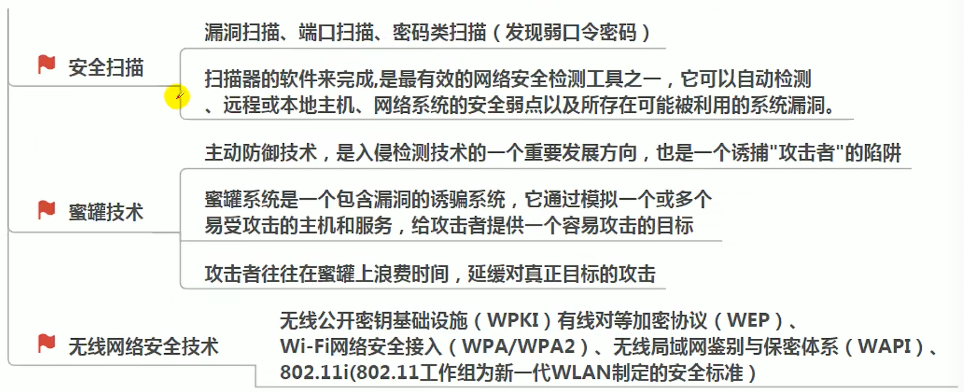 安全扫描
漏洞扫描、端口扫描、密码类扫描（发现弱口令密码）
扫描器的软件来完成,是最有效的网络安全检测工具之一，它可以自动检测
、远程或本地主机、网络系统的安全弱点以及所存在可能被利用的系统漏洞。
蜜罐技术
主动防御技术，是入侵检测技术的一个重要发展方向，也是一个诱捕"攻击者"的陷阱
蜜罐系统是一个包含漏洞的诱骗系统，它通过模拟一个或多个
易受攻击的主机和服务，给攻击者提供一个容易攻击的目标
攻击者往往在蜜罐上浪费时间，延缓对真正目标的攻击
无线网络安全技术
无线公开密钥基础设施（WPKI）有线对等加密协议（WEP）、
Wi-Fi网络安全接入（WPA/WPA2）、无线局域网鉴别与保密体系（WAPI）、
802.11i(802.11工作组为新一代WLAN制定的安全标准）